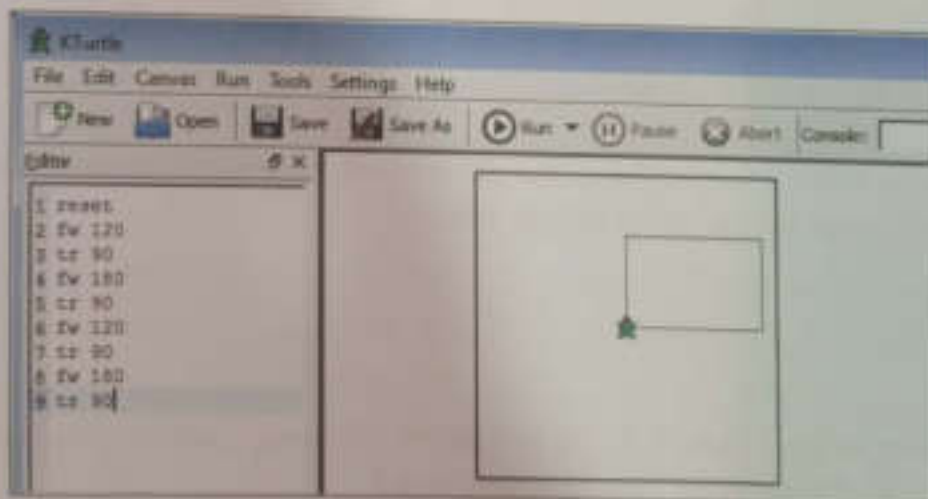 KTurtle
File Edit Canvas Run Tools Settings Help
New Open Save Save As Run Pause Abort Console:
Editor
1 reset
2 fw 120
3 tr 90
4 fw 180
5 tr 90
6 fw 120
7 tr 90
8 fw 180
9 tr 90